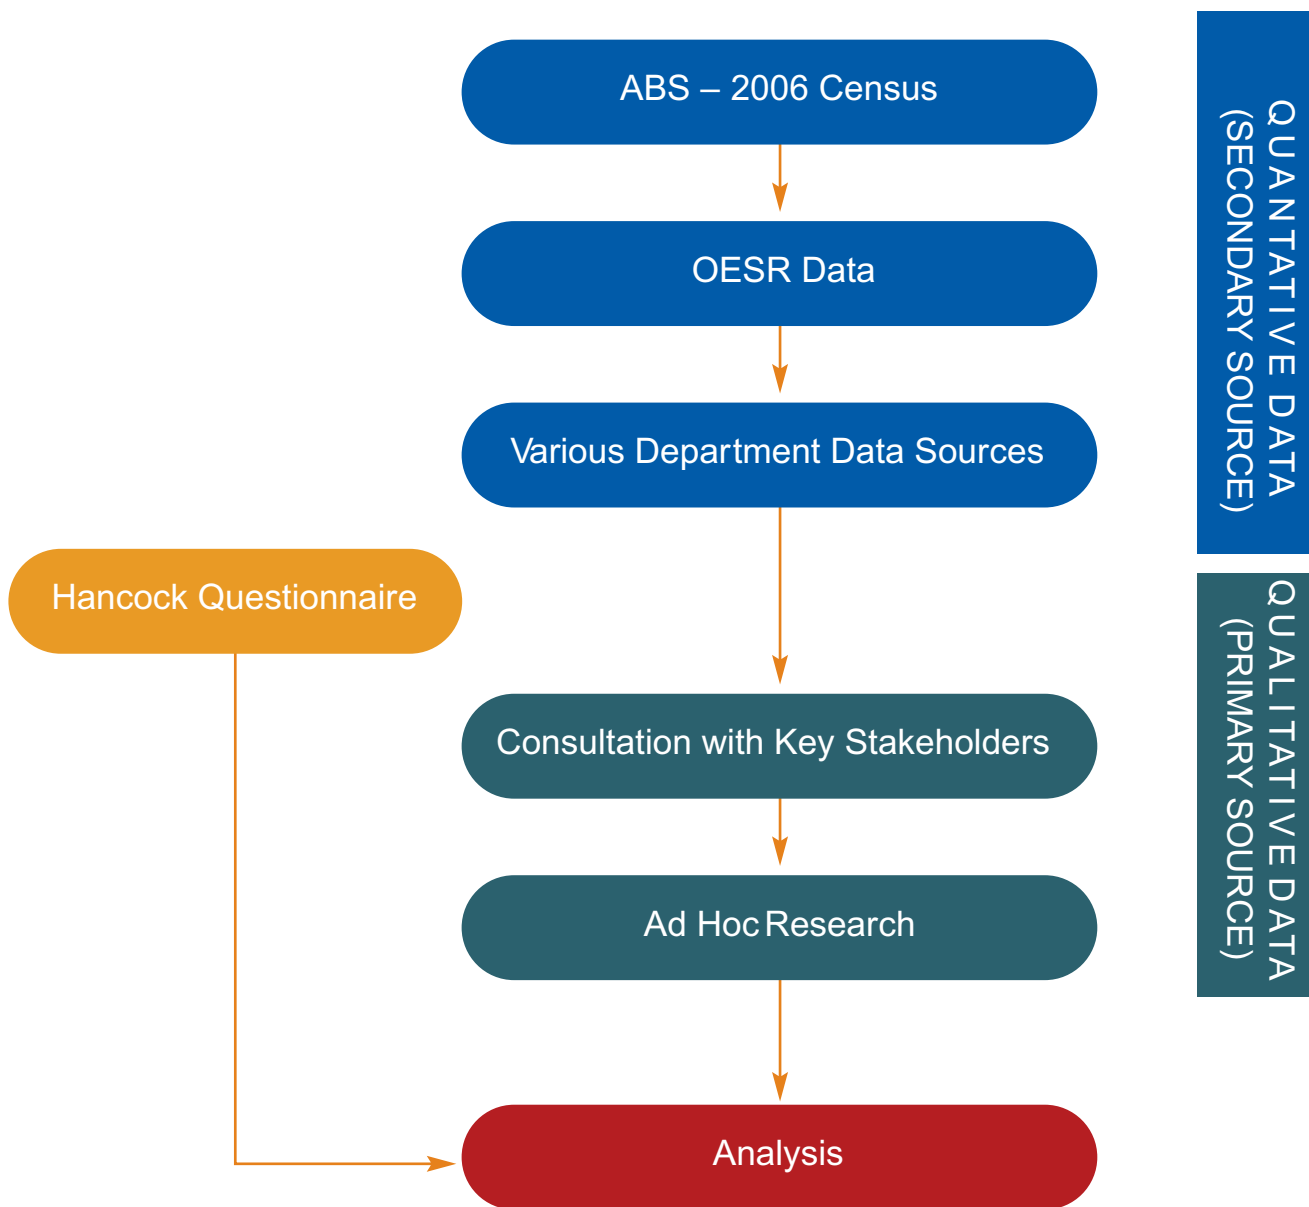 ABS – 2006 Census
OESR Data
Various Department Data Sources
Hancock Questionnaire
Consultation with Key Stakeholders
Ad Hoc Research
Analysis
QUANTATIVE DATA
(SECONDARY SOURCE)
QUALITATIVE DATA
(PRIMARY SOURCE)